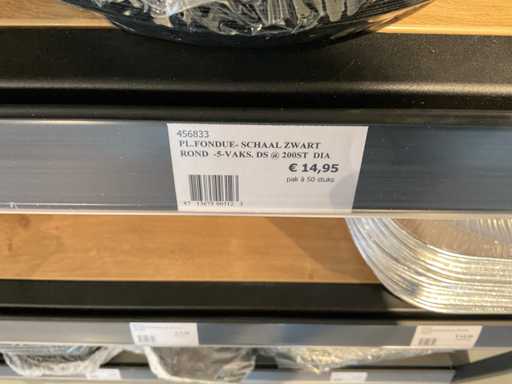 456833
PL.FONDUE- SCHAAL ZWART
ROND -5-VAKS. DS @ 200ST DIA
€ 14,95
pak à 50 stuks